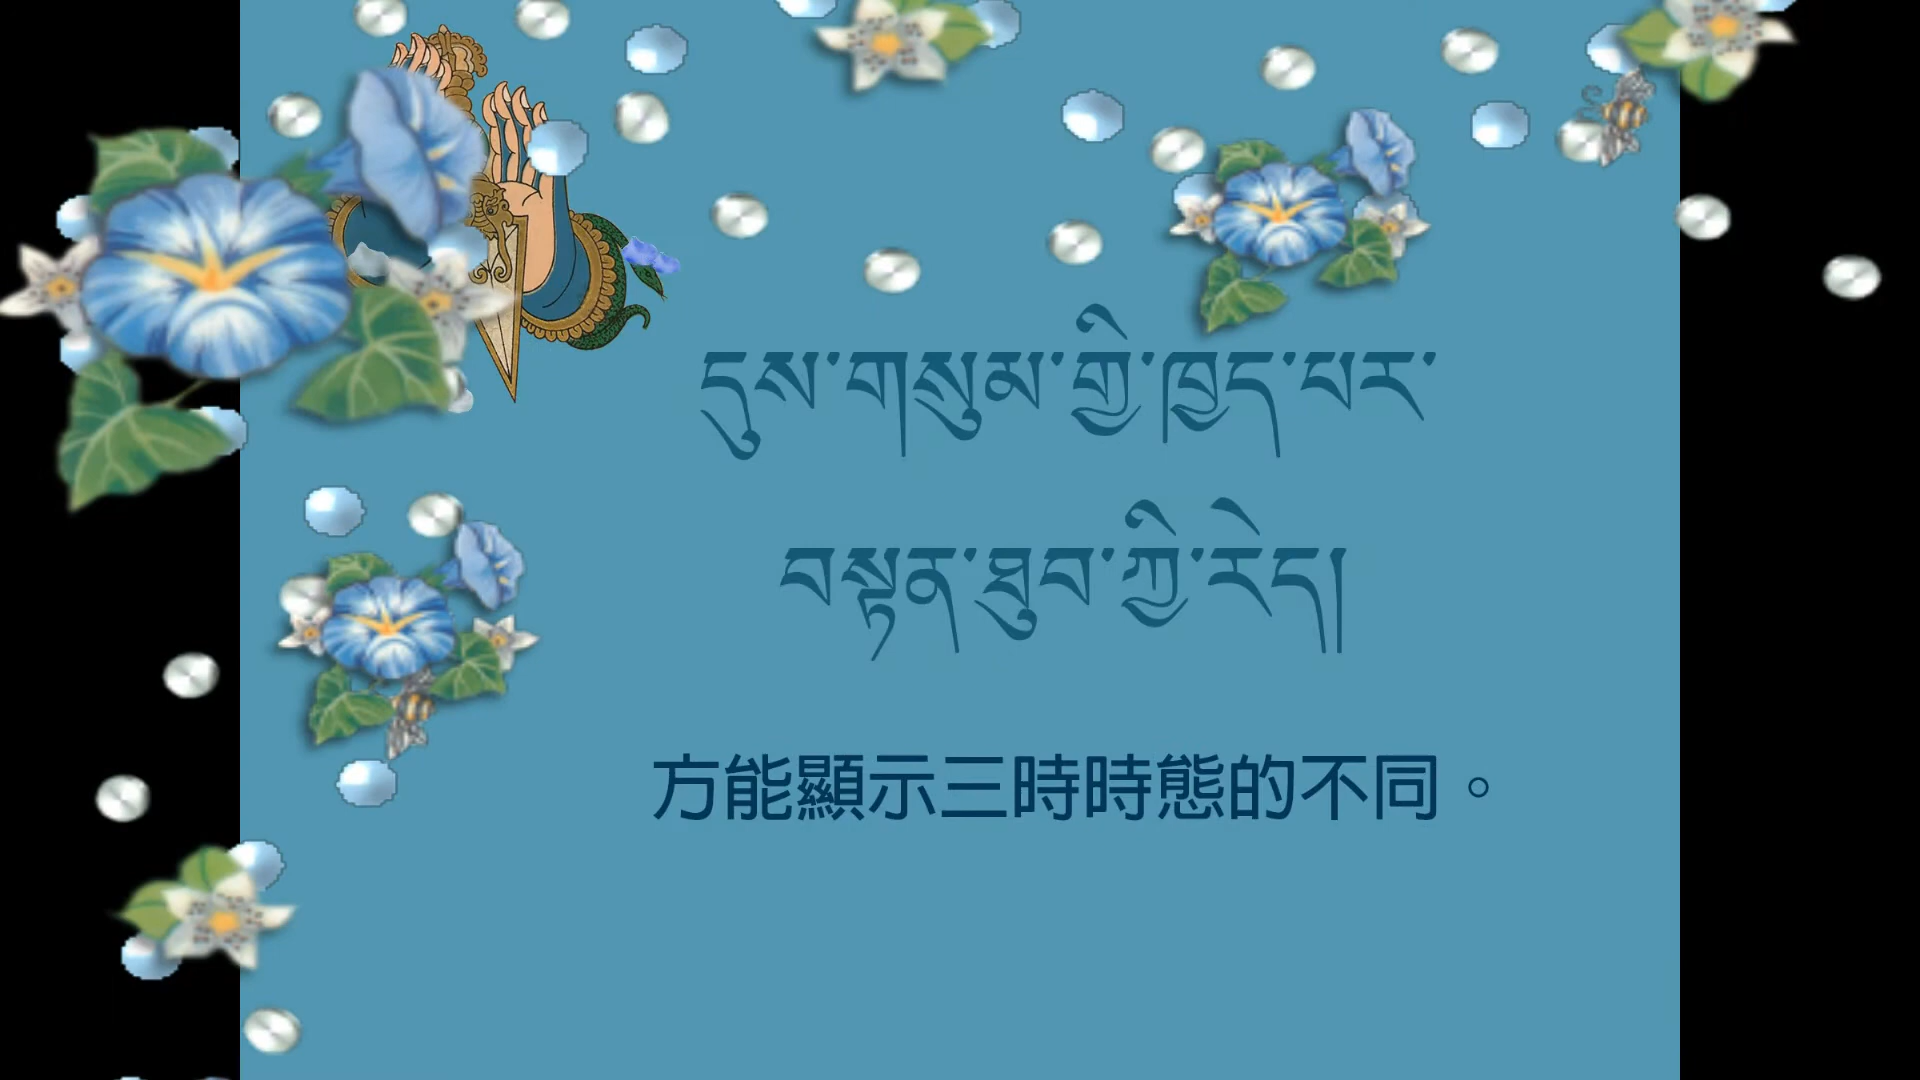 དུས་གསུམ་གྱི་ཁྱད་པར་
བསྟན་ཐུབ་ཀྱི་རེད།
方能顯示三時時態的不同。